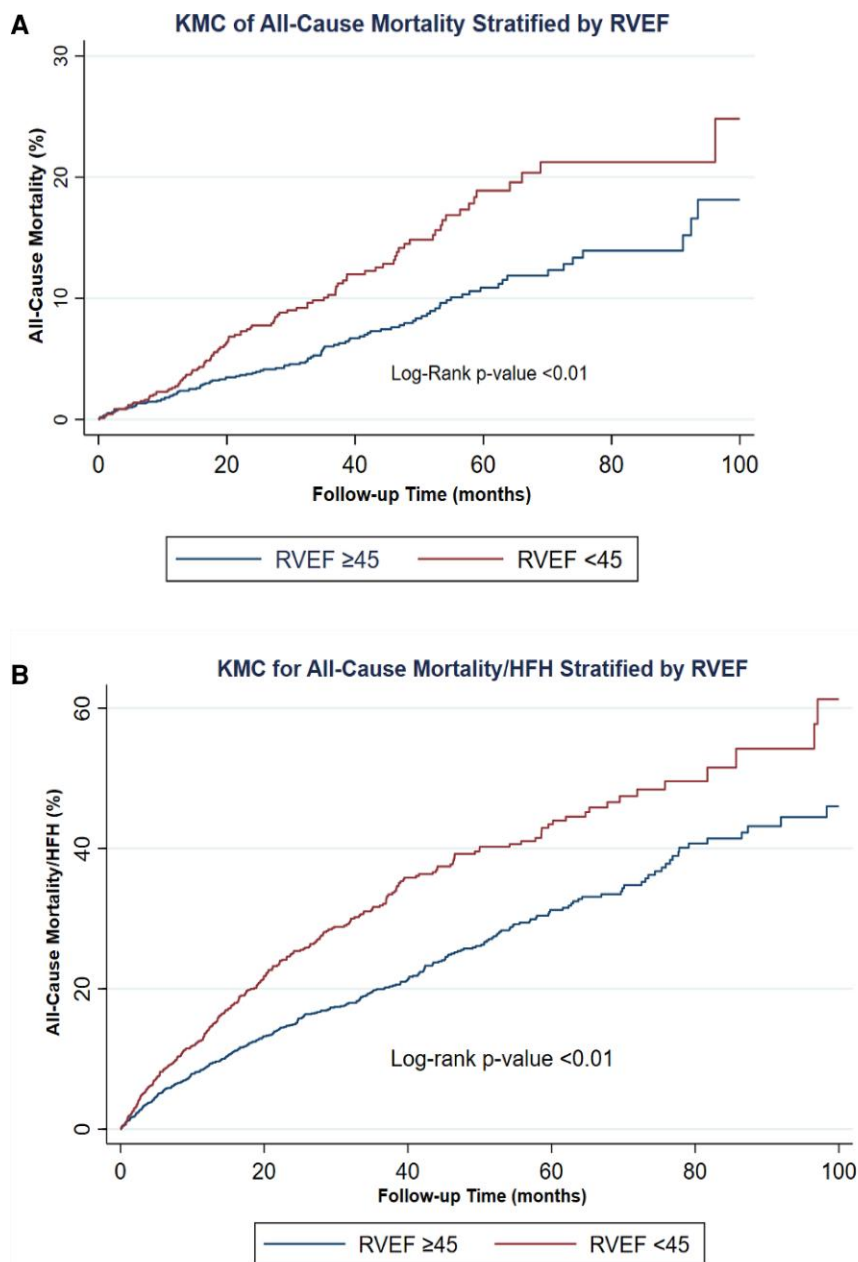 A
KMC of All-Cause Mortality Stratified by RVEF
All-Cause Mortality (%)
30
20
10
0
Log-Rank p-value <0.01
0 20 40 60 80 100
Follow-up Time (months)
RVEF ≥45 RVEF <45
B
KMC for All-Cause Mortality/HFH Stratified by RVEF
All-Cause Mortality/HFH (%)
60
40
20
0
Log-rank p-value <0.01
0 20 40 60 80 100
Follow-up Time (months)
RVEF ≥45 RVEF <45